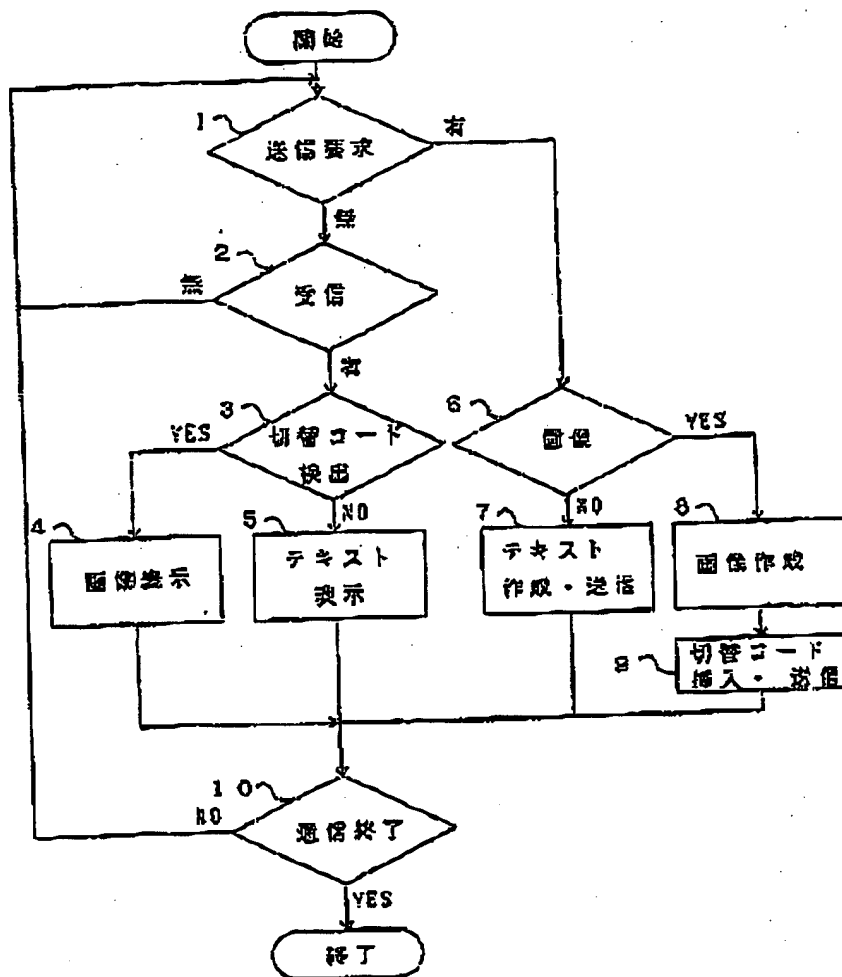 開始
1
送信要求
有
無
2
無
受信
有
3
YES
切替コード
検出
NO
6
画像
YES
NO
4
画像表示
5
テキスト
表示
7
テキスト
作成・送信
8
画像作成
9
切替コード
挿入・送信
10
NO
通信終了
YES
終了